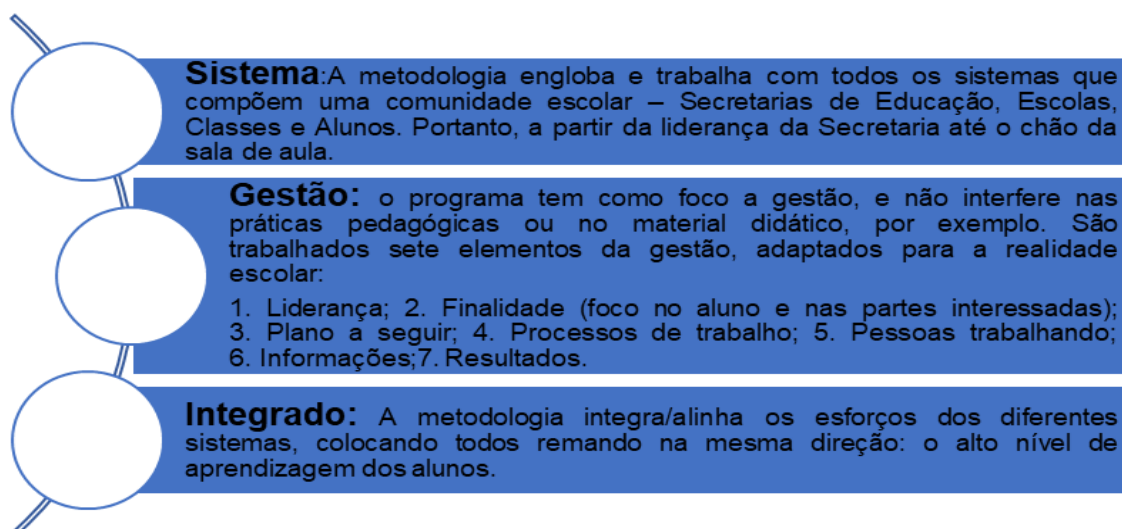 Sistema:A metodologia engloba e trabalha com todos os sistemas que
compõem uma comunidade escolar – Secretarias de Educação, Escolas,
Classes e Alunos. Portanto, a partir da liderança da Secretaria até o chão da
sala de aula.
Gestão: o programa tem como foco a gestão, e não interfere nas
práticas pedagógicas ou no material didático, por exemplo. São
trabalhados sete elementos da gestão, adaptados para a realidade
escolar:
1. Liderança; 2. Finalidade (foco no aluno e nas partes interessadas);
3. Plano a seguir; 4. Processos de trabalho; 5. Pessoas trabalhando;
6. Informações;7. Resultados.
Integrado: A metodologia integra/alinha os esforços dos diferentes
sistemas, colocando todos remando na mesma direção: o alto nível de
aprendizagem dos alunos.